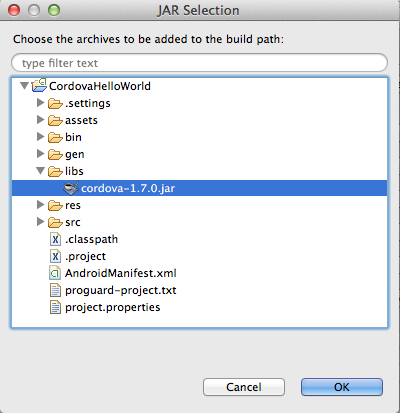 JAR Selection
Choose the archives to be added to the build path:
type filter text
CordovaHelloWorld
.settings
assets
bin
gen
libs
cordova-1.7.0.jar
res
src
.classpath
.project
AndroidManifest.xml
proguard-project.txt
project.properties
Cancel
OK